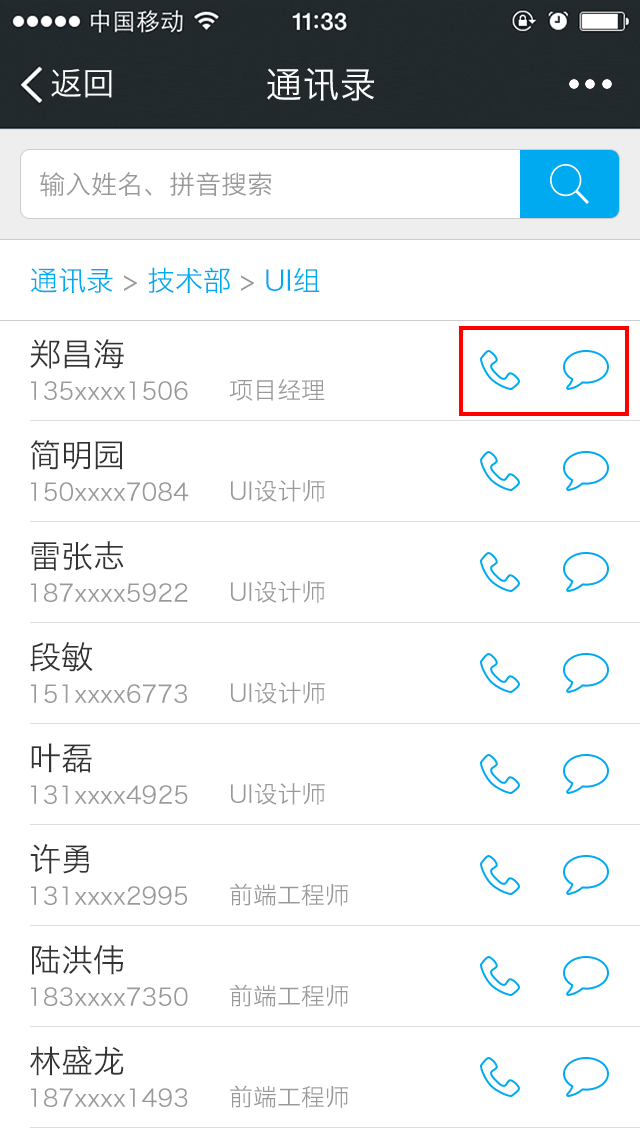 中国移动 11:33
返回 通讯录
输入姓名、拼音搜索
通讯录 > 技术部 > UI组
郑昌海
135xxxx1506 项目经理
简明园
150xxxx7084 UI设计师
雷张志
187xxxx5922 UI设计师
段敏
151xxxx6773 UI设计师
叶磊
131xxxx4925 UI设计师
许勇
131xxxx2995 前端工程师
陆洪伟
183xxxx7350 前端工程师
林盛龙
187xxxx1493 前端工程师